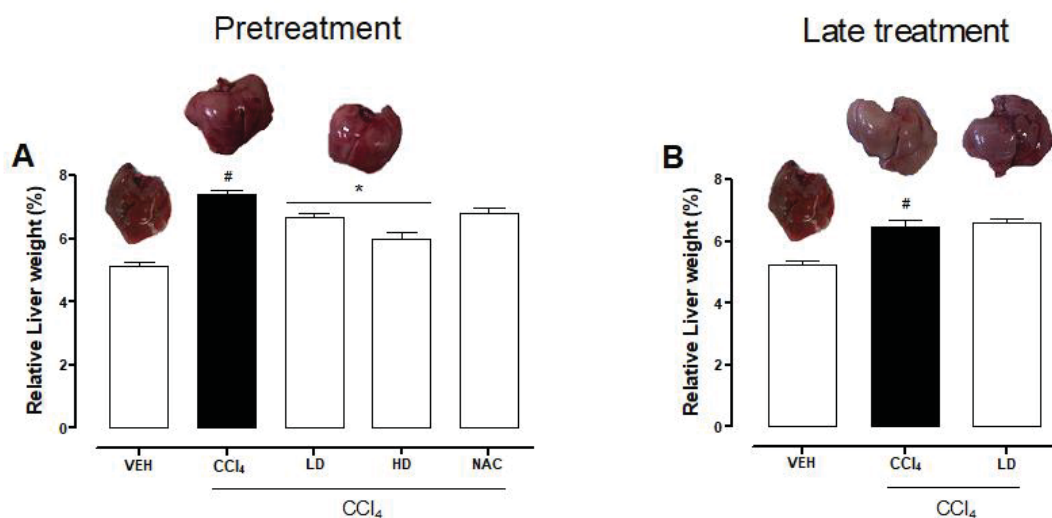 Pretreatment
Late treatment
A
#
*
Relative Liver weight (%)
8
6
4
2
0
VEH
CCl₄
LD
HD
NAC
CCl₄
B
#
Relative Liver weight (%)
8
6
4
2
0
VEH
CCl₄
LD
CCl₄